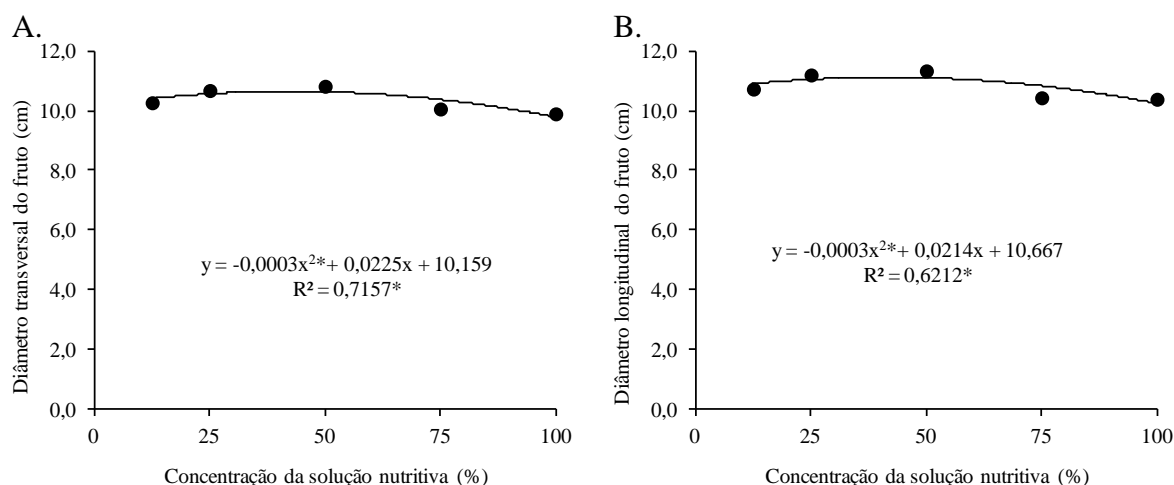 A.
12,0
10,0
8,0
6,0
4,0
2,0
0,0
Diâmetro transversal do fruto (cm)
y = -0,0003x²* + 0,0225x + 10,159
R² = 0,7157*
0 25 50 75 100
Concentração da solução nutritiva (%)
B.
12,0
10,0
8,0
6,0
4,0
2,0
0,0
Diâmetro longitudinal do fruto (cm)
y = -0,0003x²* + 0,0214x + 10,667
R² = 0,6212*
0 25 50 75 100
Concentração da solução nutritiva (%)